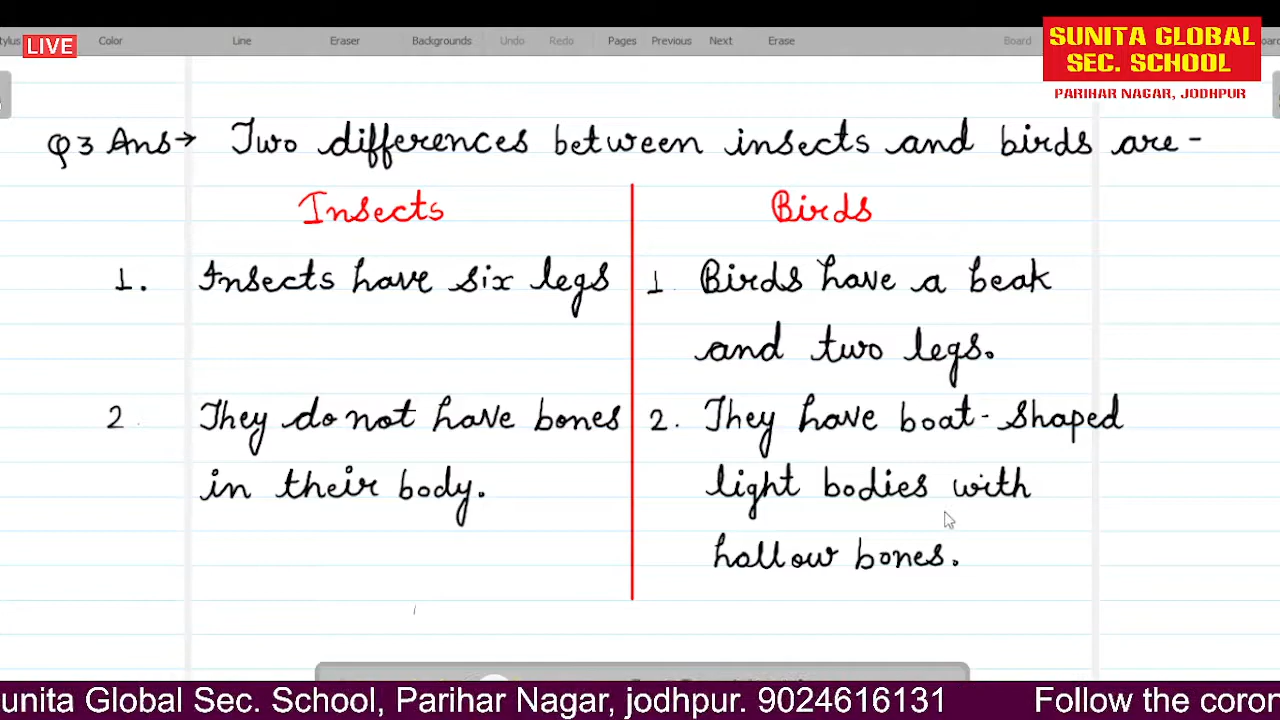 LIVE
Color Line Eraser Backgrounds Undo Redo Pages Previous Next Erase Board
SUNITA GLOBAL
SEC. SCHOOL
PARIHAR NAGAR, JODHPUR
Q3 Ans→ Two differences between insects and birds are-
Insects
1. Insects have six legs
2. They do not have bones
in their body.
Birds
1. Birds have a beak
and two legs.
2. They have boat-shaped
light bodies with
hollow bones.
unita Global Sec. School, Parihar Nagar, jodhpur. 9024616131 Follow the coror